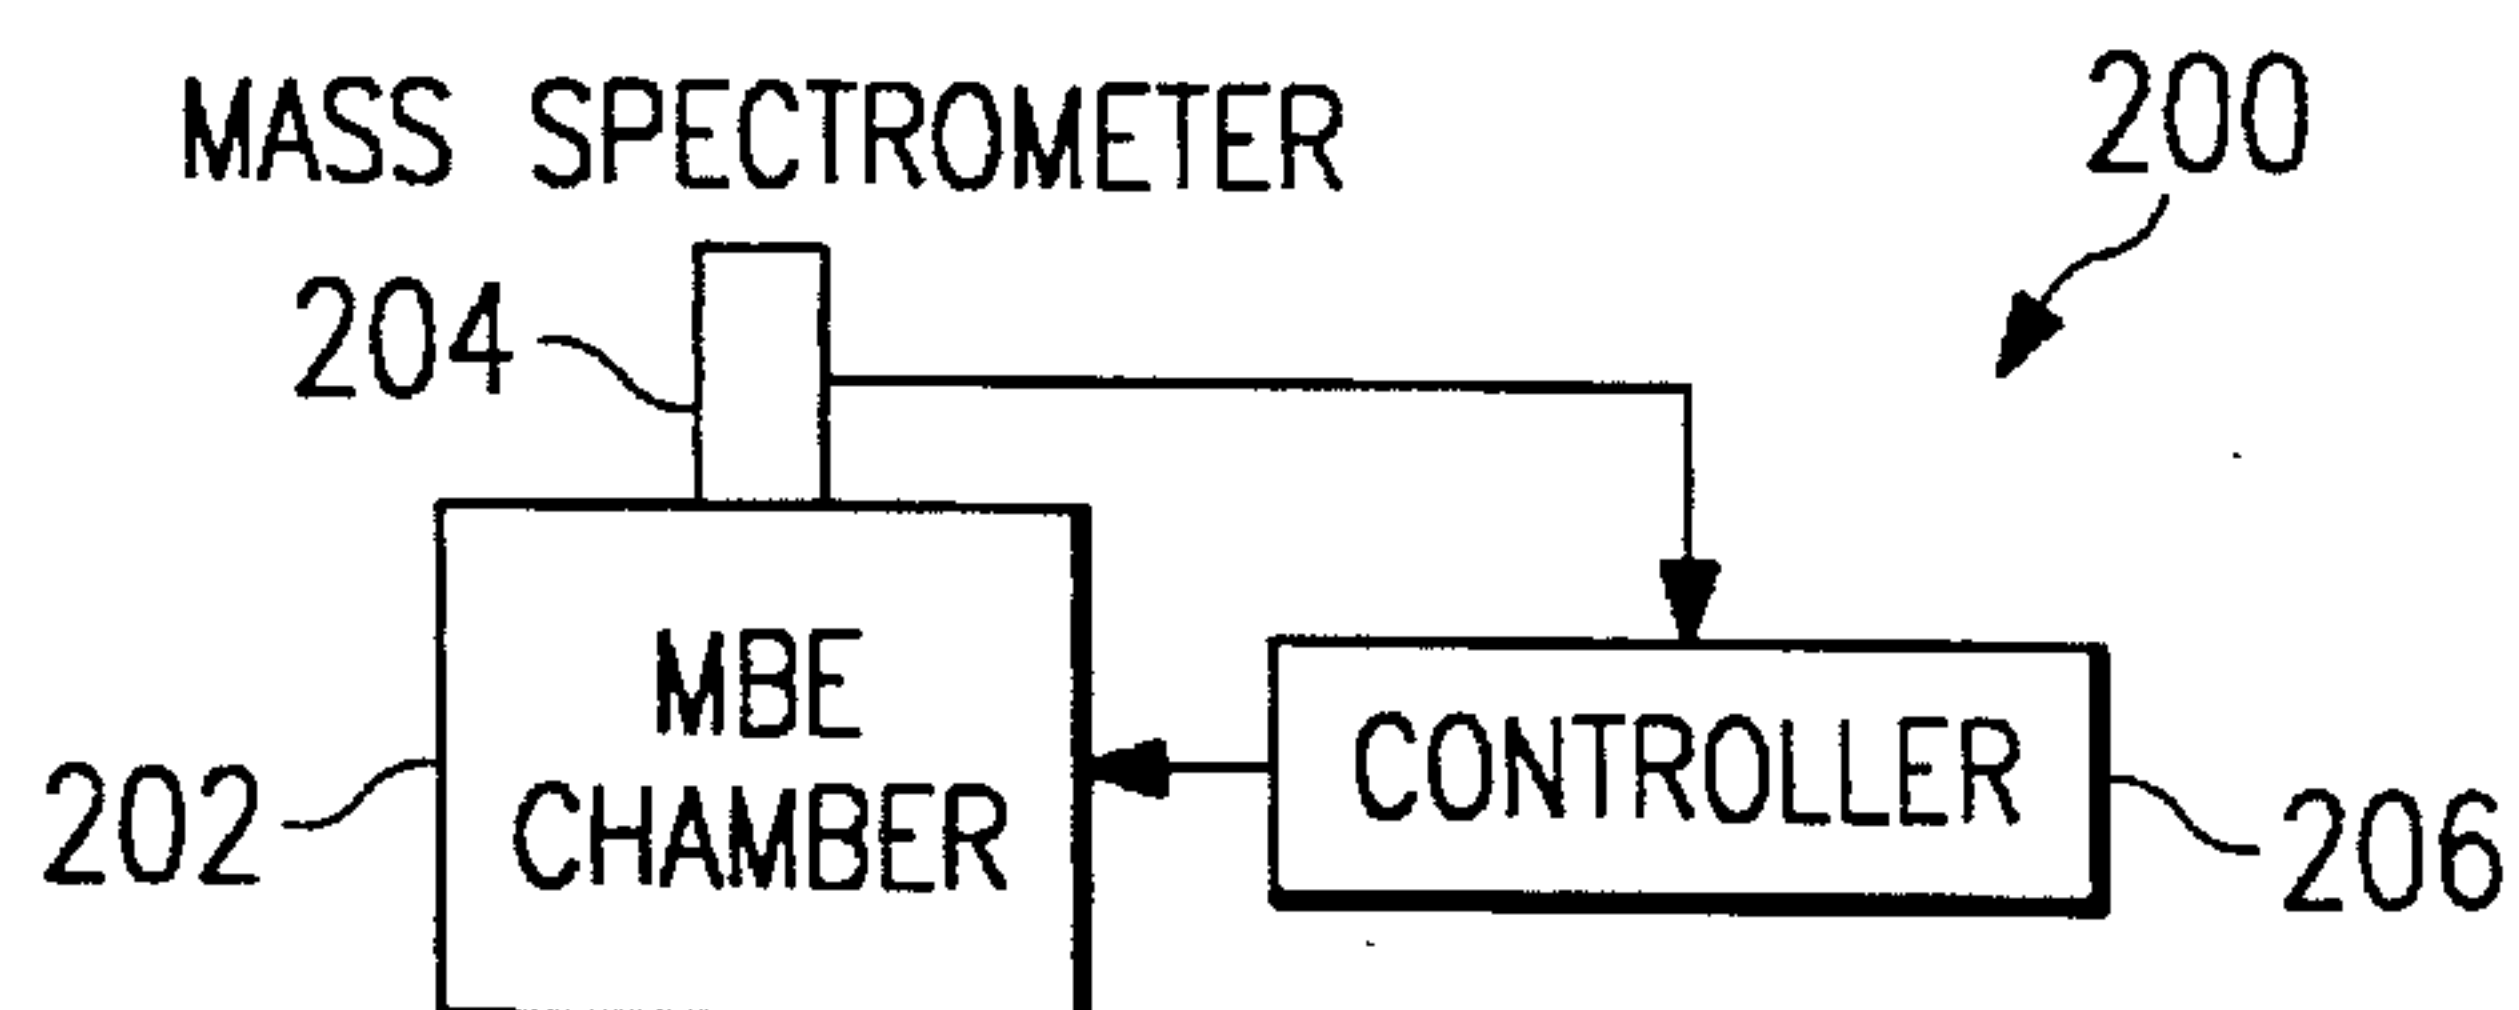 MASS SPECTROMETER
200
204
MBE
CHAMBER
CONTROLLER
202
206